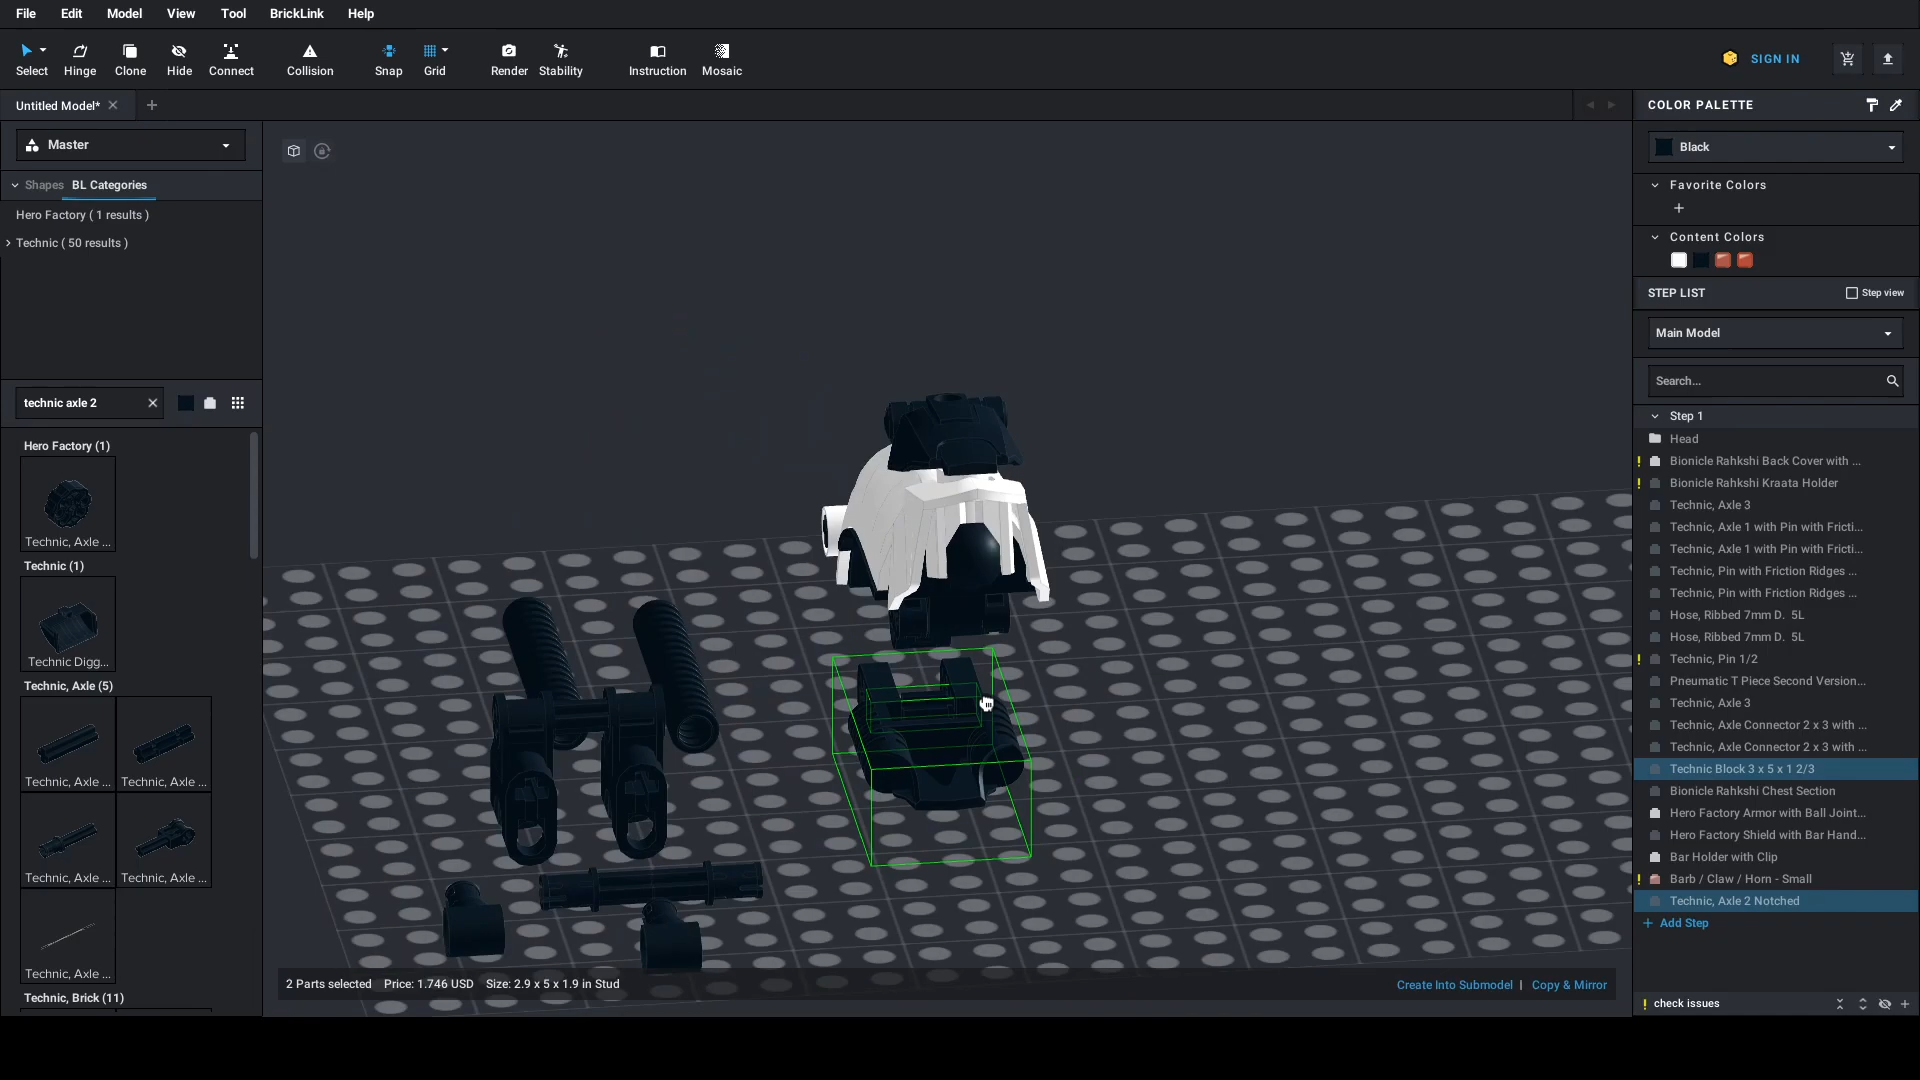 File Edit Model View Tool BrickLink Help
Select Hinge Clone Hide Connect Collision Snap Grid Render Stability Instruction Mosaic SIGN IN
Untitled Model*
Master
Shapes BL Categories
Hero Factory ( 1 results )
Technic ( 50 results )
technic axle 2
Hero Factory (1)
Technic, Axle ...
Technic (1)
Technic Digg...
Technic, Axle (5)
Technic, Axle ... Technic, Axle ...
Technic, Axle ... Technic, Axle ...
Technic, Axle ...
Technic, Brick (11)
2 Parts selected Price: 1.746 USD Size: 2.9 x 5 x 1.9 in Stud
Create Into Submodel | Copy & Mirror
COLOR PALETTE
Black
Favorite Colors
Content Colors
STEP LIST Step view
Main Model
Search...
Step 1
Head
Bionicle Rahkshi Back Cover with ...
Bionicle Rahkshi Kraata Holder
Technic, Axle 3
Technic, Axle 1 with Pin with Fricti...
Technic, Axle 1 with Pin with Fricti...
Technic, Pin with Friction Ridges ...
Technic, Pin with Friction Ridges ...
Hose, Ribbed 7mm D. 5L
Hose, Ribbed 7mm D. 5L
Technic, Pin 1/2
Pneumatic T Piece Second Version...
Technic, Axle 3
Technic, Axle Connector 2 x 3 with ...
Technic, Axle Connector 2 x 3 with ...
Technic Block 3 x 5 x 1 2/3
Bionicle Rahkshi Chest Section
Hero Factory Armor with Ball Joint...
Hero Factory Shield with Bar Hand...
Bar Holder with Clip
Barb / Claw / Horn - Small
Technic, Axle 2 Notched
+ Add Step
! check issues